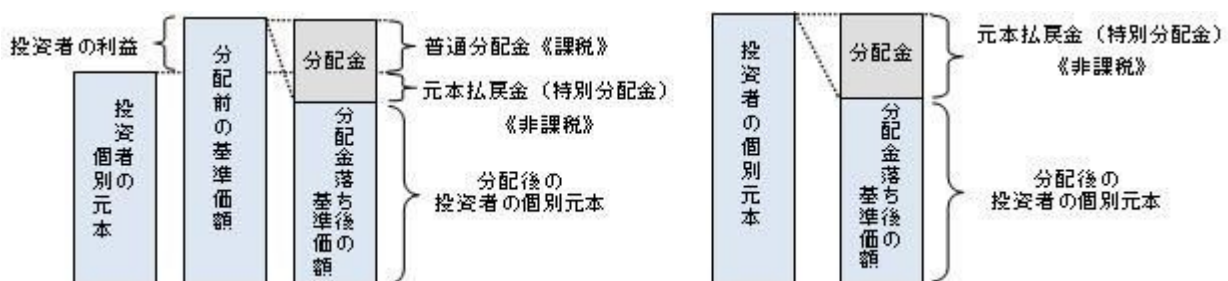 投資者の利益
投資者の
個別元本
分配前の基準価額
分配金
分配金落ち後の
基準価額
普通分配金《課税》
元本払戻金（特別分配金）
《非課税》
分配後の
投資者の個別元本
投資者の個別元本
分配金
分配金落ち後の
基準価額
元本払戻金（特別分配金）
《非課税》
分配後の
投資者の個別元本